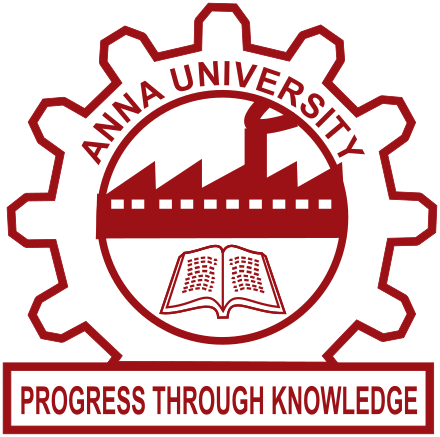 ANNA UNIVERSITY
PROGRESS THROUGH KNOWLEDGE